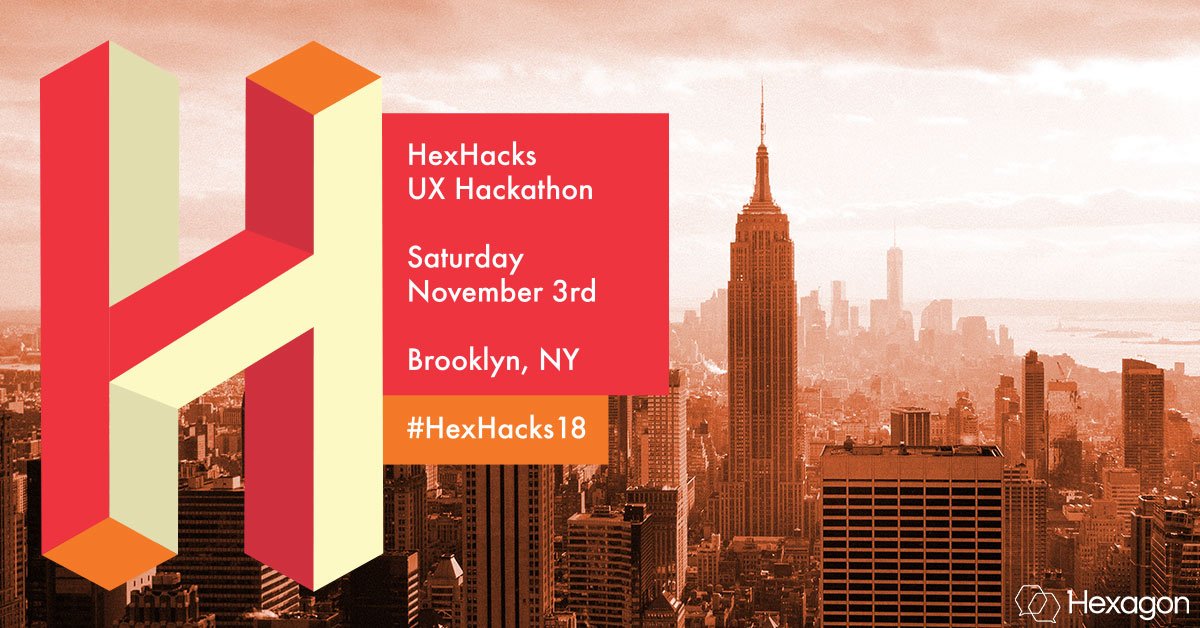 HexHacks
UX Hackathon
Saturday
November 3rd
Brooklyn, NY
#HexHacks18
Hexagon